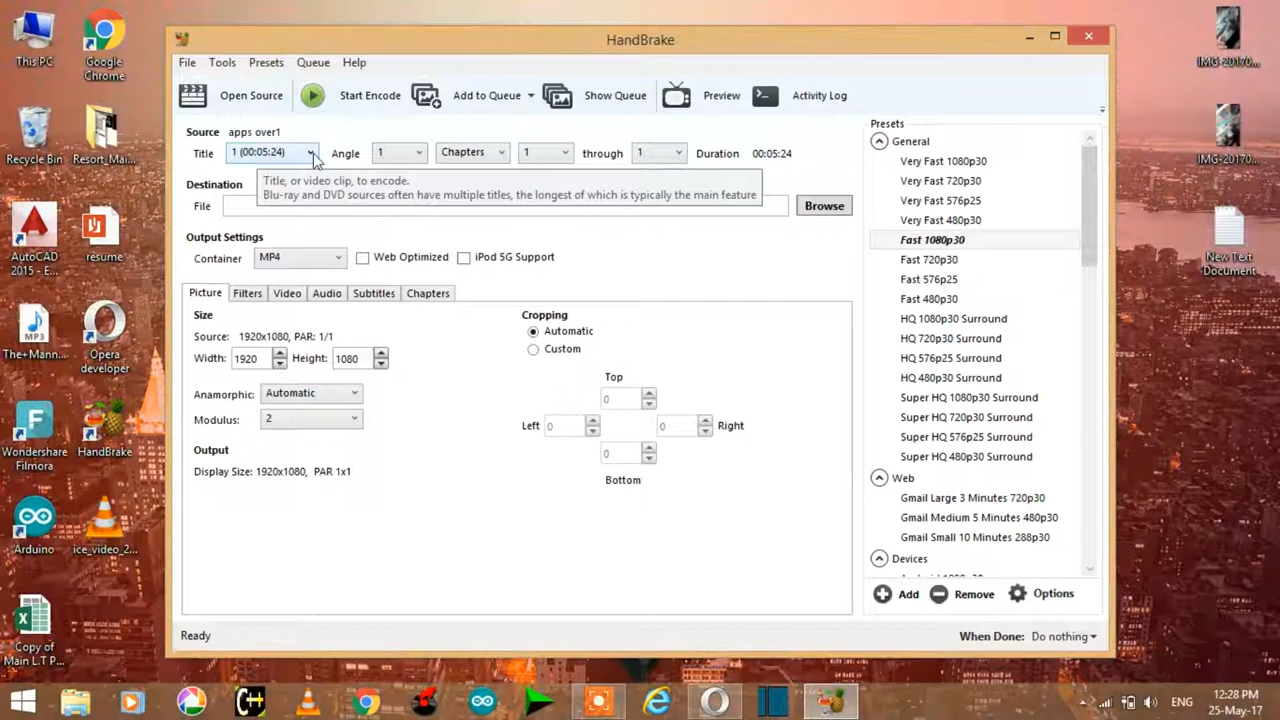 HandBrake
File Tools Presets Queue Help
Open Source Start Encode Add to Queue Show Queue Preview Activity Log
Source apps over1
Title 1 (00:05:24) Angle 1 Chapters 1 through 1 Duration 00:05:24
Title, or video clip, to encode.
Blu-ray and DVD sources often have multiple titles, the longest of which is typically the main feature
Destination
File Browse
Output Settings
Container MP4 Web Optimized iPod 5G Support
Picture Filters Video Audio Subtitles Chapters
Size
Source: 1920x1080, PAR: 1/1
Width: 1920 Height: 1080
Anamorphic: Automatic
Modulus: 2
Output
Display Size: 1920x1080, PAR 1x1
Cropping
Automatic
Custom
Top
0
Left 0 0 Right
0
Bottom
Presets
General
Very Fast 1080p30
Very Fast 720p30
Very Fast 576p25
Very Fast 480p30
Fast 1080p30
Fast 720p30
Fast 576p25
Fast 480p30
HQ 1080p30 Surround
HQ 720p30 Surround
HQ 576p25 Surround
HQ 480p30 Surround
Super HQ 1080p30 Surround
Super HQ 720p30 Surround
Super HQ 576p25 Surround
Super HQ 480p30 Surround
Web
Gmail Large 3 Minutes 720p30
Gmail Medium 5 Minutes 480p30
Gmail Small 10 Minutes 288p30
Devices
Add Remove Options
Ready When Done: Do nothing
This PC
Google
Chrome
Recycle Bin
Resort_Mai...
AutoCAD
2015 - E...
resume
The+Mann...
Opera
developer
Wondershare
Filmora
HandBrake
Arduino
ice_video_2...
Copy of
Main L.T P...
IMG-20170...
IMG-20170...
New Text
Document
C++
ENG
12:28 PM
25-May-17